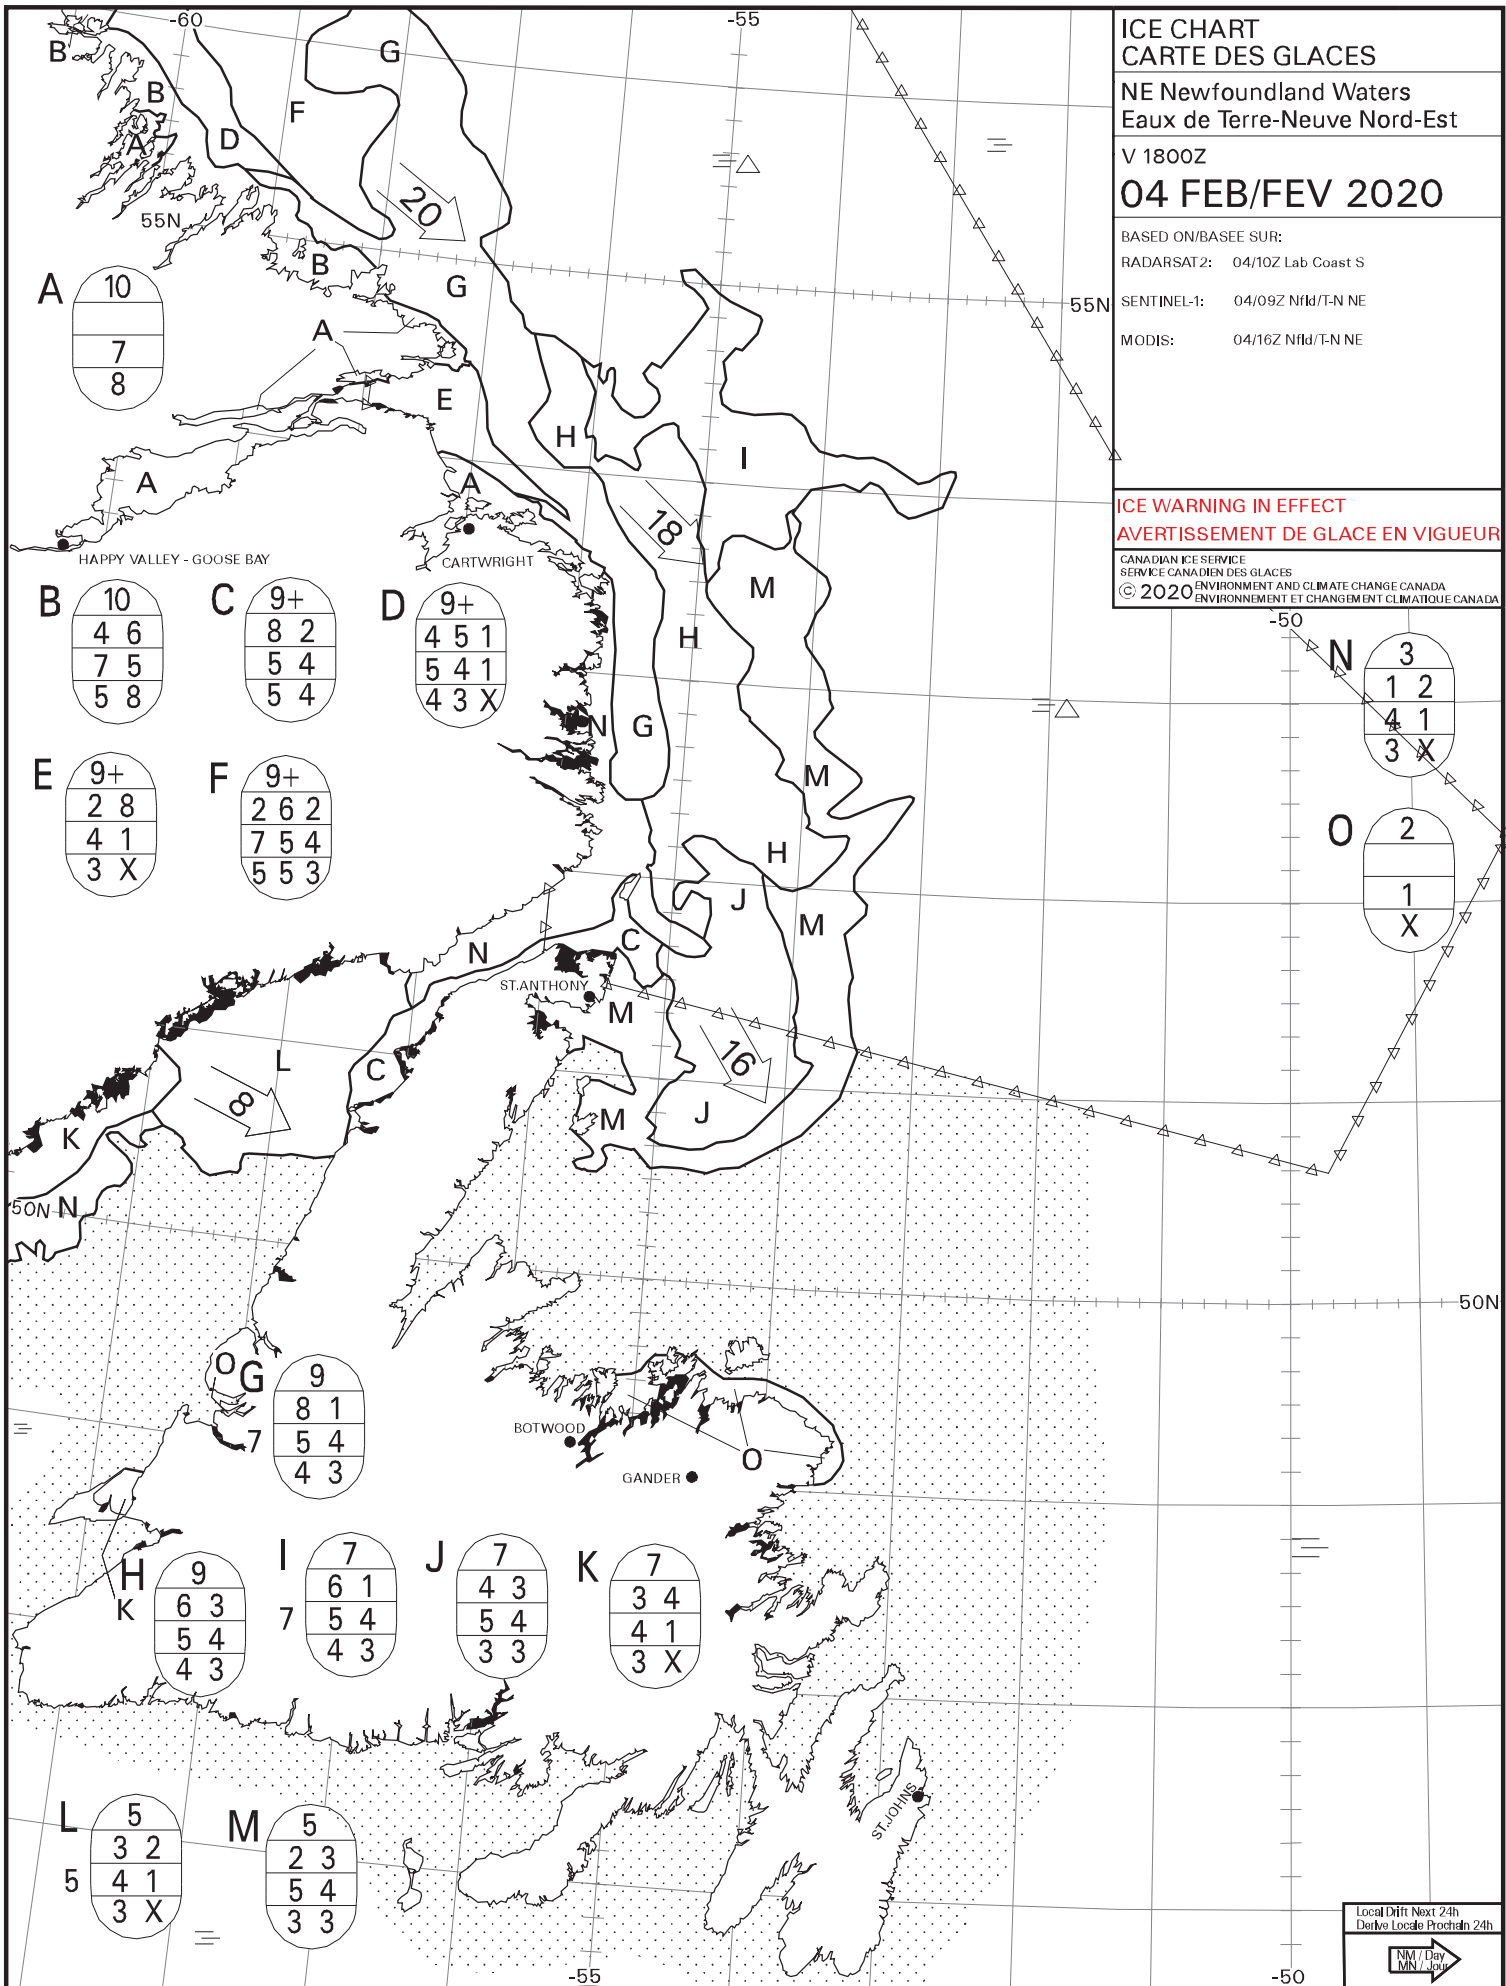 -60
-55
ICE CHART
CARTE DES GLACES
NE Newfoundland Waters
Eaux de Terre-Neuve Nord-Est
V 1800Z
04 FEB/FEV 2020
BASED ON/BASEE SUR:
RADARSAT2: 04/10Z Lab Coast S
SENTINEL-1: 04/09Z Nfld/T-N NE
MODIS: 04/16Z Nfld/T-N NE
ICE WARNING IN EFFECT
AVERTISSEMENT DE GLACE EN VIGUEUR
CANADIAN ICE SERVICE
SERVICE CANADIEN DES GLACES
© 2020 ENVIRONMENT AND CLIMATE CHANGE CANADA
ENVIRONNEMENT ET CHANGEMENT CLIMATIQUE CANADA
B
G
B
F
D
A
20
55N
B
G
55N
A
10
7
8
A
E
H
I
A
A
18
HAPPY VALLEY - GOOSE BAY
CARTWRIGHT
M
B
10
4 6
7 5
5 8
C
9+
8 2
5 4
5 4
D
9+
4 5 1
5 4 1
4 3 X
H
-50
N
3
1 2
4 1
3 X
N
G
M
E
9+
2 8
4 1
3 X
F
9+
2 6 2
7 5 4
5 5 3
O
2
1
X
H
J
M
N
C
ST.ANTHONY
M
L
C
16
8
J
M
K
50N
N
50N
O
G
9
8 1
5 4
4 3
7
BOTWOOD
GANDER
O
H
9
6 3
5 4
4 3
K
I
7
6 1
5 4
4 3
7
J
7
4 3
5 4
3 3
K
7
3 4
4 1
3 X
ST.JOHNS
L
5
3 2
4 1
3 X
5
M
5
2 3
5 4
3 3
Local Drift Next 24h
Derive Locale Prochain 24h
NM / Day
MN / Jour
-55
-50